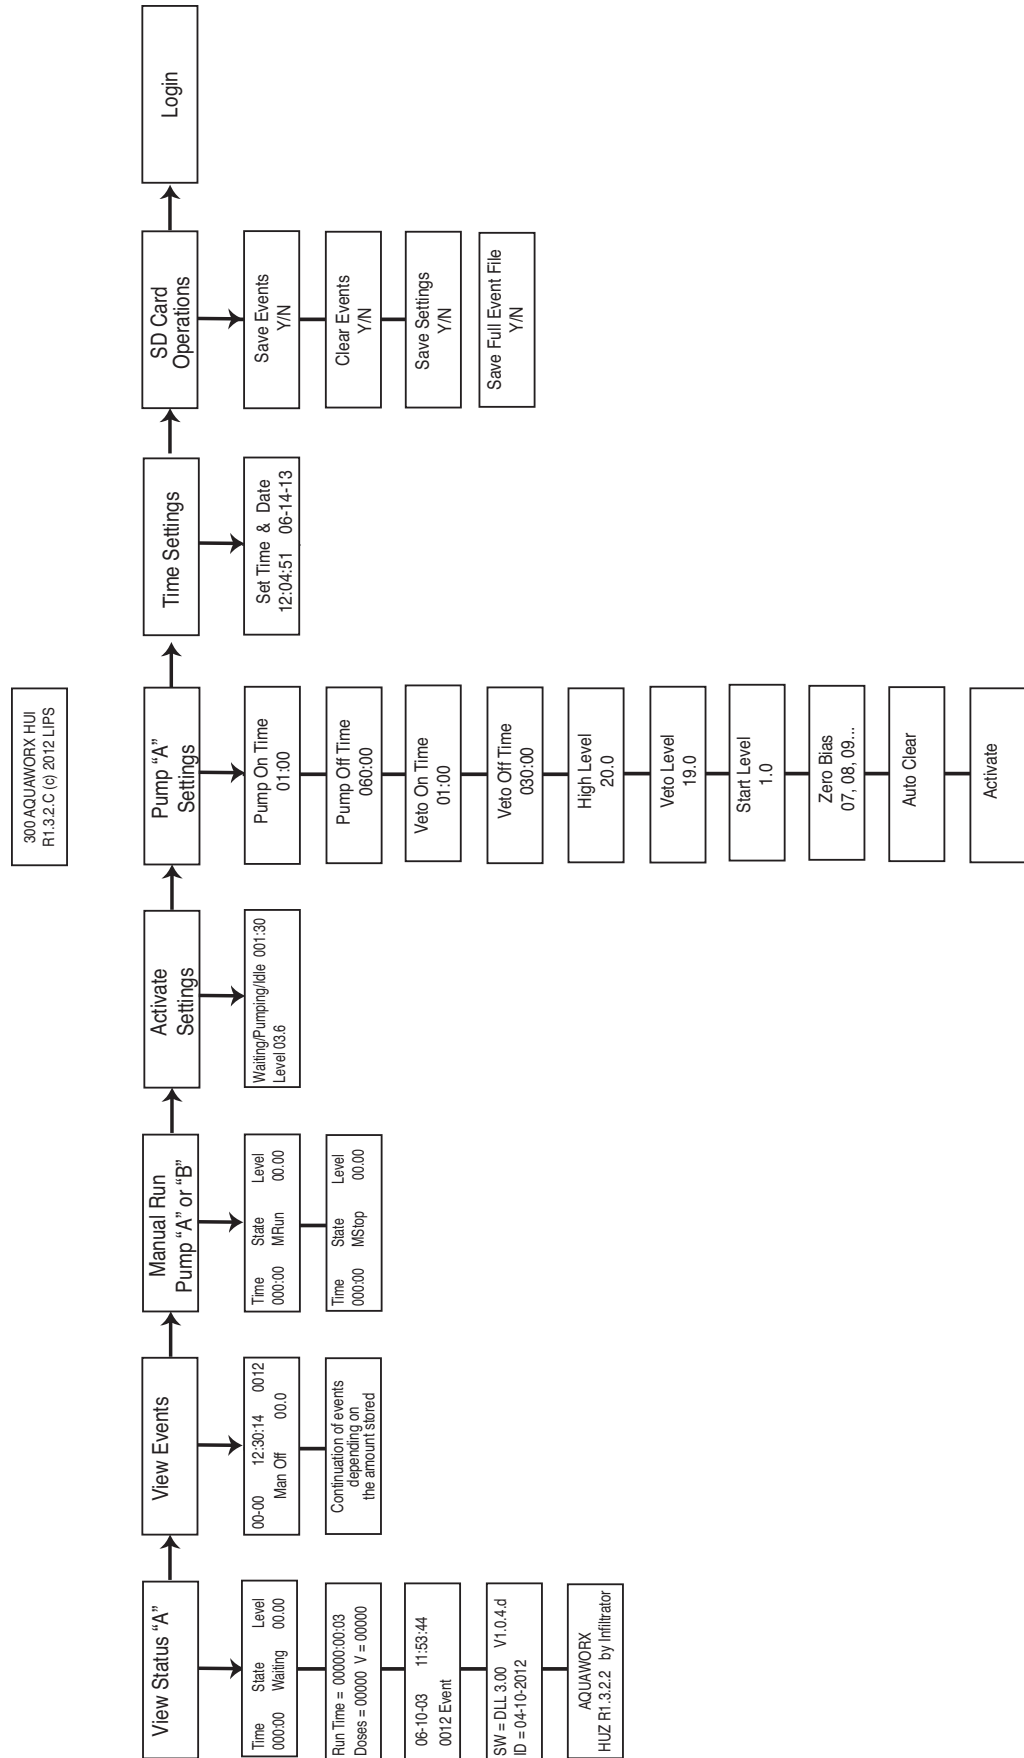 300 AQUAWORX HUI
R1.3.2.C (c) 2012 LIPS
View Status “A”
Time State Level
000:00 Waiting 00.00
Run Time = 00000:00:03
Doses = 00000 V = 00000
06-10-03 11:53:44
0012 Event
SW = DLL 3.00 V1.0.4.d
ID = 04-10-2012
AQUAWORX
HUZ R1.3.2.2 by Infiltrator
View Events
00-00 12:30:14 0012
Man Off 00.0
Continuation of events
depending on
the amount stored
Manual Run
Pump “A” or “B”
Time State Level
000:00 MRun 00.00
Time State Level
000:00 MStop 00.00
Activate
Settings
Waiting/Pumping/Idle 001:30
Level 03.6
Pump “A”
Settings
Pump On Time
01:00
Pump Off Time
060:00
Veto On Time
01:00
Veto Off Time
030:00
High Level
20.0
Veto Level
19.0
Start Level
1.0
Zero Bias
07, 08, 09...
Auto Clear
Activate
Time Settings
Set Time & Date
12:04:51 06-14-13
SD Card
Operations
Save Events
Y/N
Clear Events
Y/N
Save Settings
Y/N
Save Full Event File
Y/N
Login